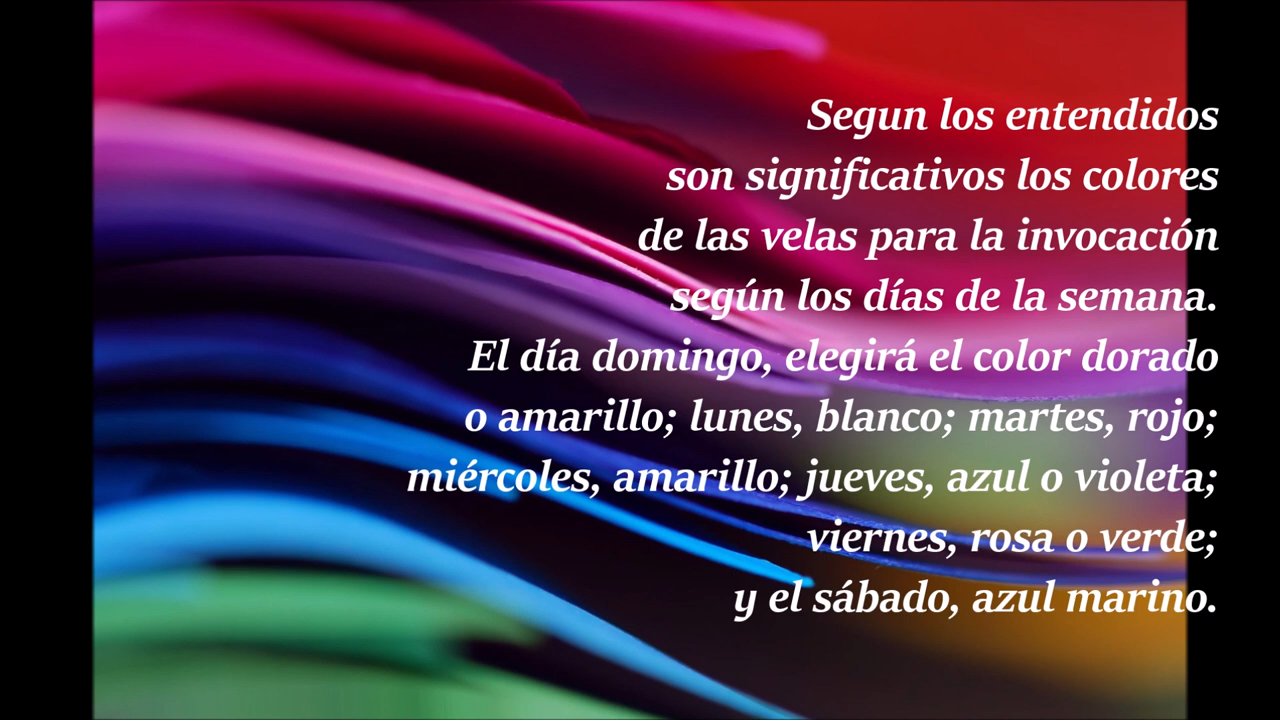 Segun los entendidos
son significativos los colores
de las velas para la invocación
según los días de la semana.
El día domingo, elegirá el color dorado
o amarillo; lunes, blanco; martes, rojo;
miércoles, amarillo; jueves, azul o violeta;
viernes, rosa o verde;
y el sábado, azul marino.